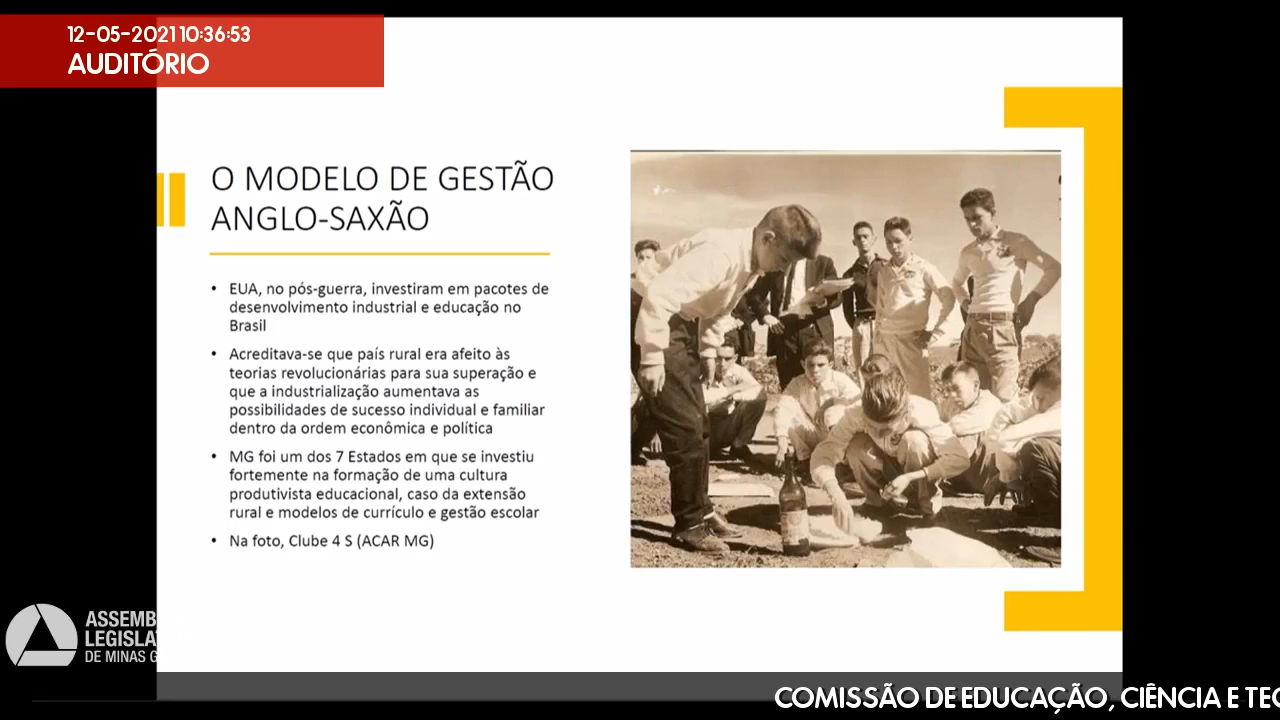 12-05-2021 10:36:53
AUDITÓRIO
O MODELO DE GESTÃO
ANGLO-SAXÃO
• EUA, no pós-guerra, investiram em pacotes de
desenvolvimento industrial e educação no
Brasil
• Acreditava-se que país rural era afeito às
teorias revolucionárias para sua superação e
que a industrialização aumentava as
possibilidades de sucesso individual e familiar
dentro da ordem econômica e política
• MG foi um dos 7 Estados em que se investiu
fortemente na formação de uma cultura
produtivista educacional, caso da extensão
rural e modelos de currículo e gestão escolar
• Na foto, Clube 4 S (ACAR MG)
ASSEMB
LEGISLA
DE MINAS G
COMISSÃO DE EDUCAÇÃO, CIÊNCIA E TEC